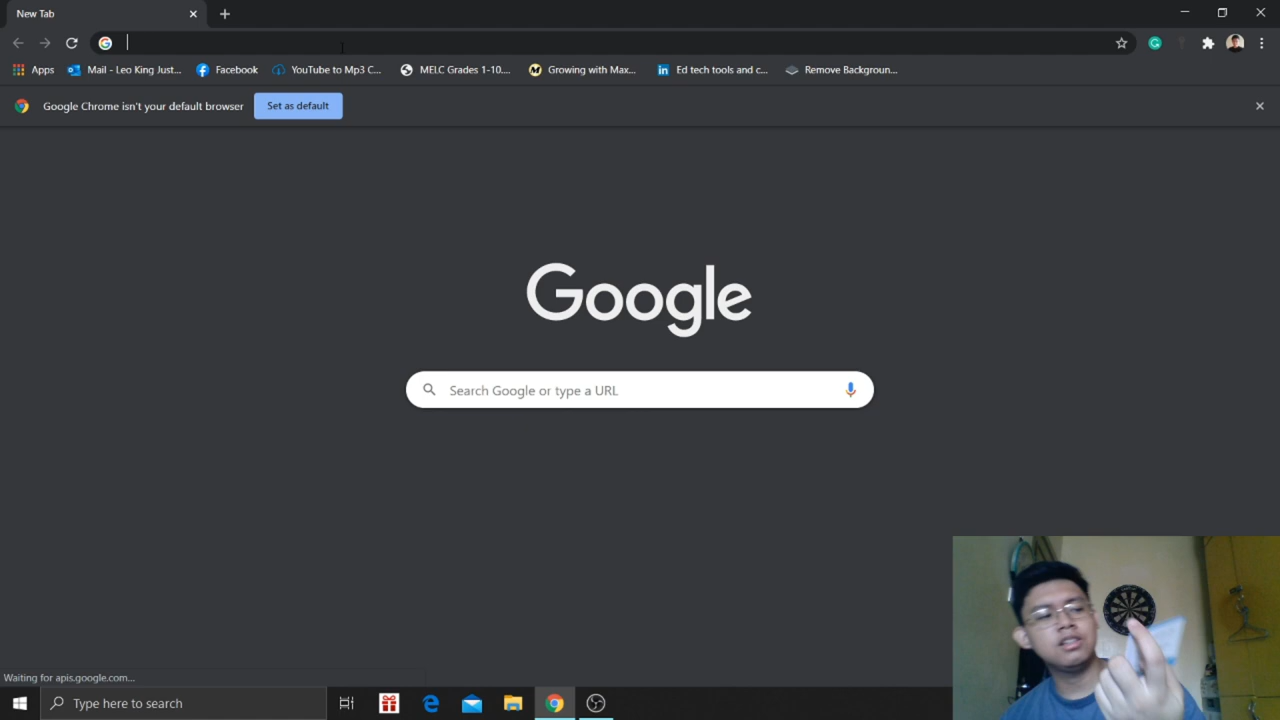 New Tab
Apps
Mail - Leo King Just...
Facebook
YouTube to Mp3 C...
MELC Grades 1-10....
Growing with Max...
Ed tech tools and c...
Remove Backgroun...
Google Chrome isn't your default browser
Set as default
Google
Search Google or type a URL
Waiting for apis.google.com...
Type here to search